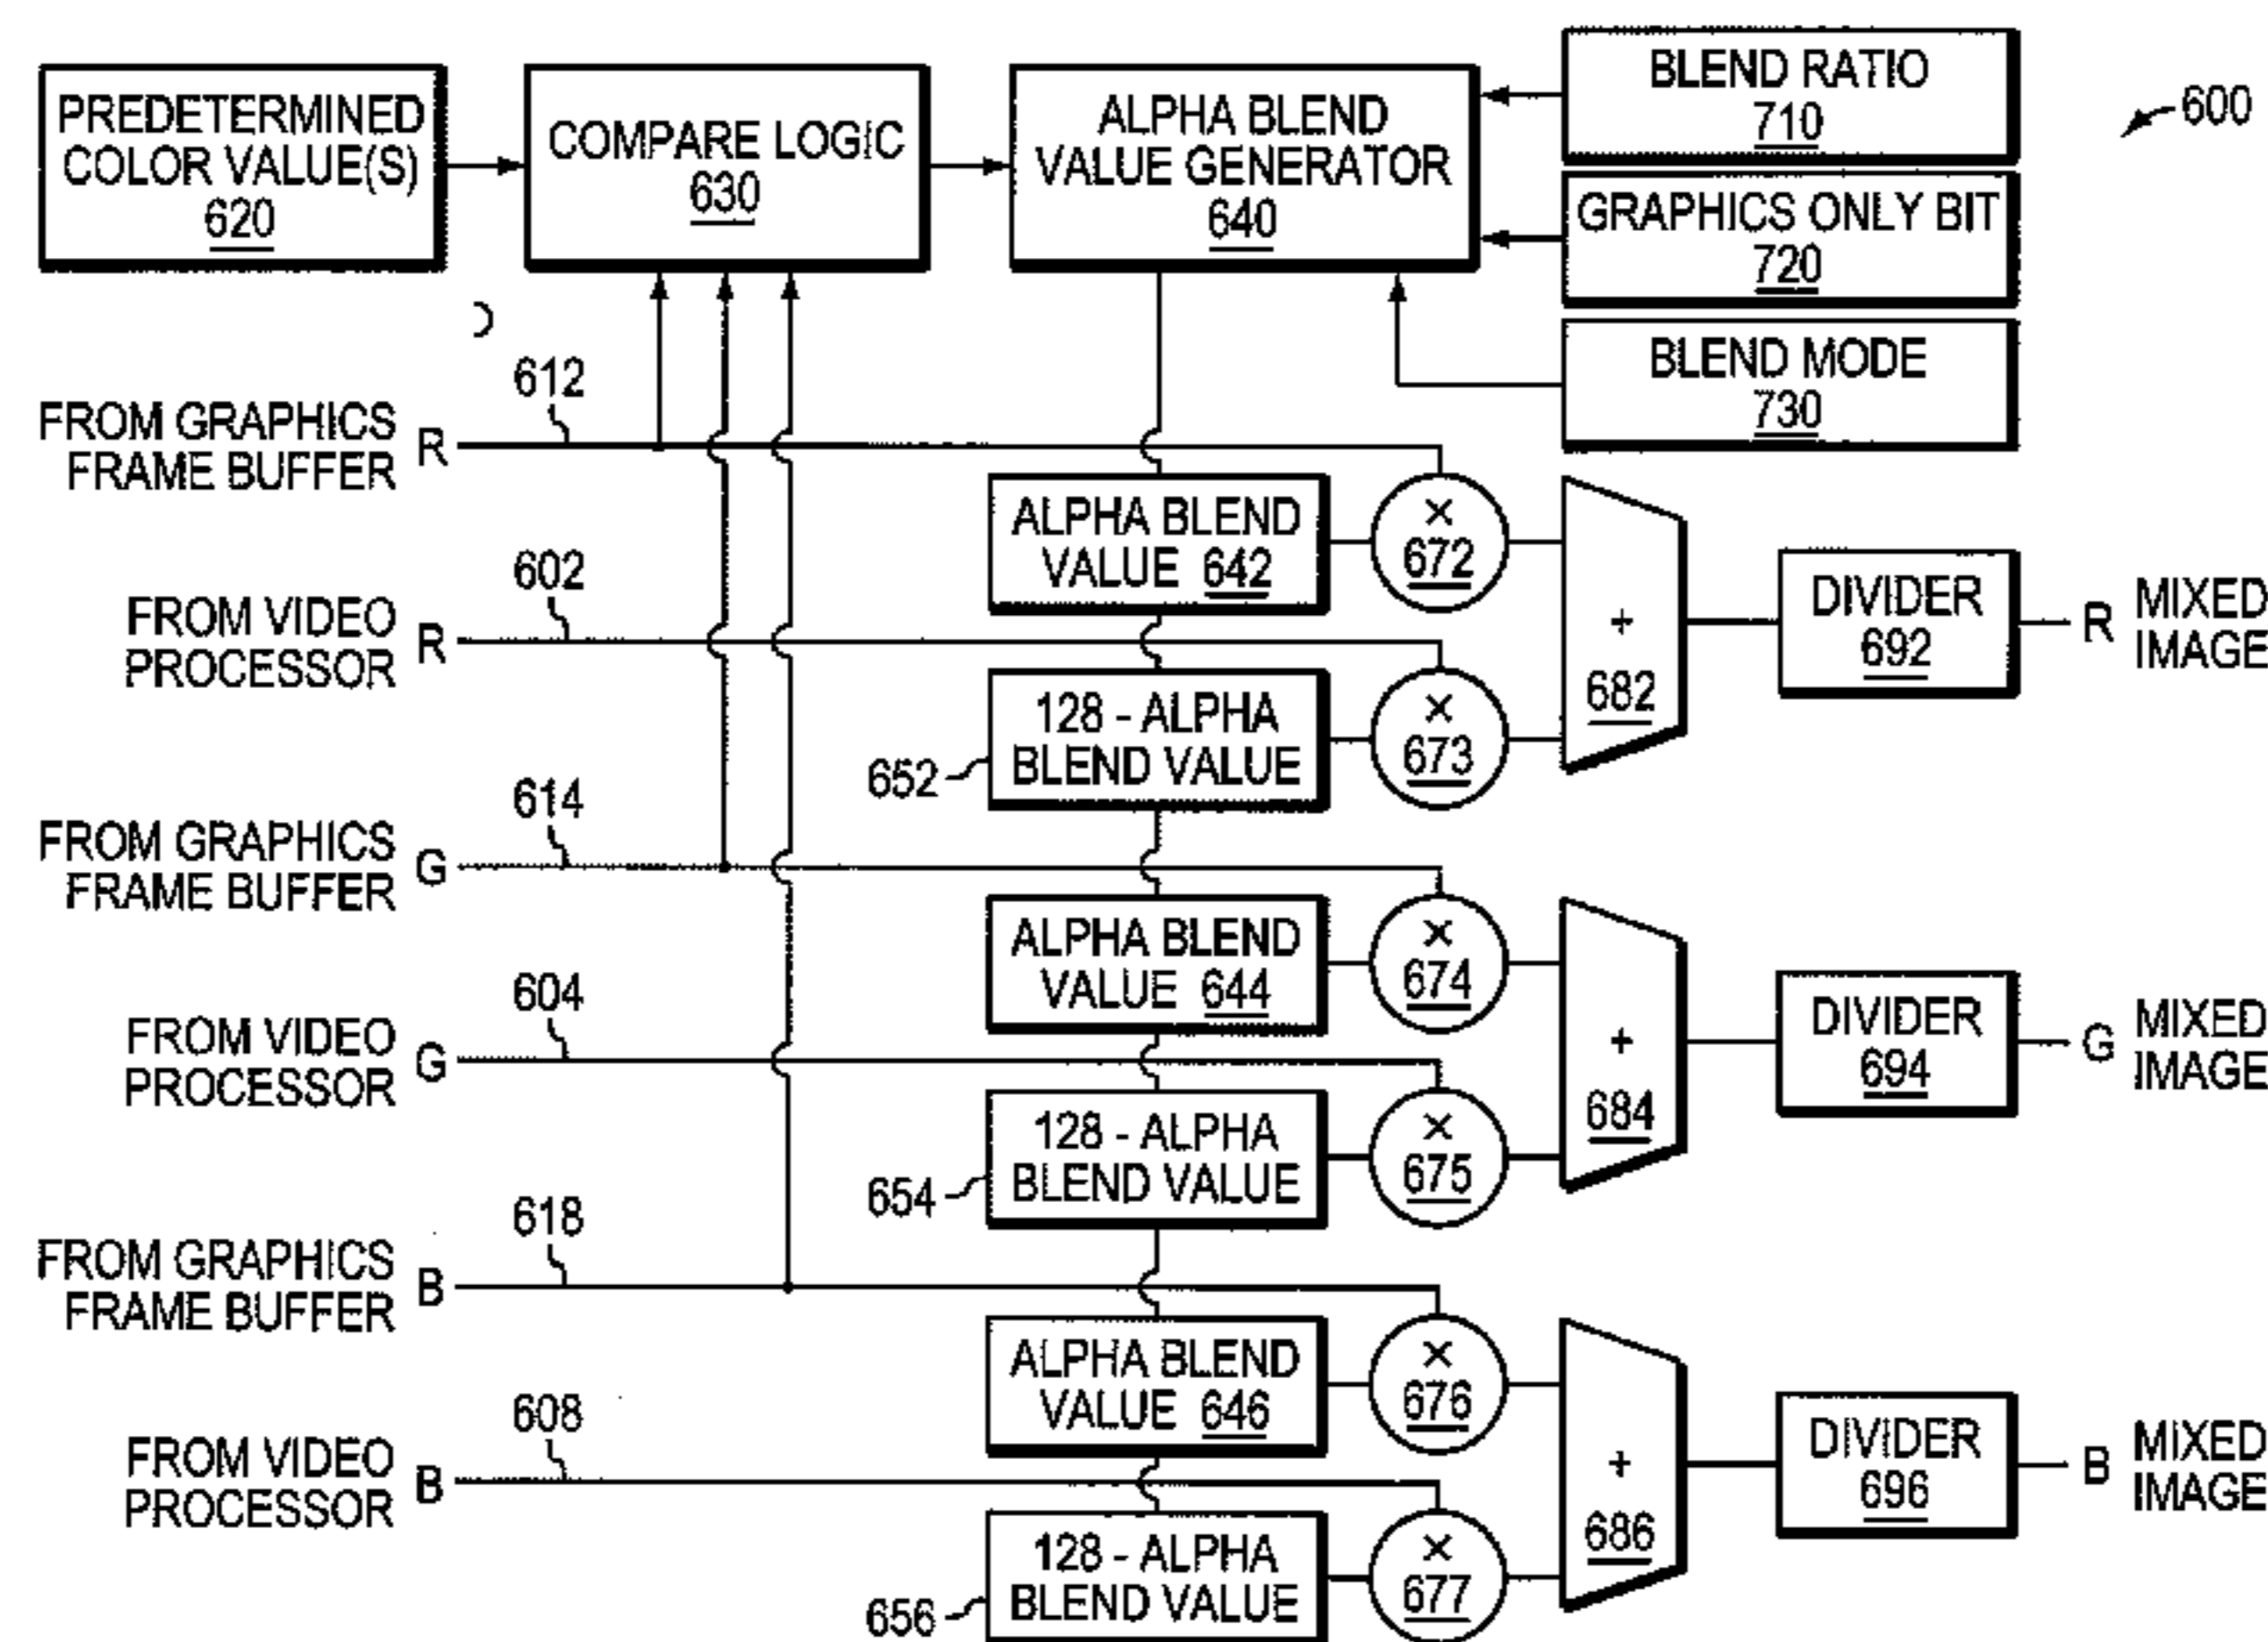 PREDETERMINED
COLOR VALUE(S)
620
COMPARE LOGIC
630
ALPHA BLEND
VALUE GENERATOR
640
BLEND RATIO
710
600
GRAPHICS ONLY BIT
720
BLEND MODE
730
FROM GRAPHICS
FRAME BUFFER
R
612
ALPHA BLEND
VALUE 642
×
672
FROM VIDEO
PROCESSOR
R
602
128 - ALPHA
BLEND VALUE
652
×
673
+
682
DIVIDER
692
R
MIXED
IMAGE
FROM GRAPHICS
FRAME BUFFER
G
614
ALPHA BLEND
VALUE 644
×
674
FROM VIDEO
PROCESSOR
G
604
128 - ALPHA
BLEND VALUE
654
×
675
+
684
DIVIDER
694
G
MIXED
IMAGE
FROM GRAPHICS
FRAME BUFFER
B
618
ALPHA BLEND
VALUE 646
×
676
FROM VIDEO
PROCESSOR
B
608
128 - ALPHA
BLEND VALUE
656
×
677
+
686
DIVIDER
696
B
MIXED
IMAGE